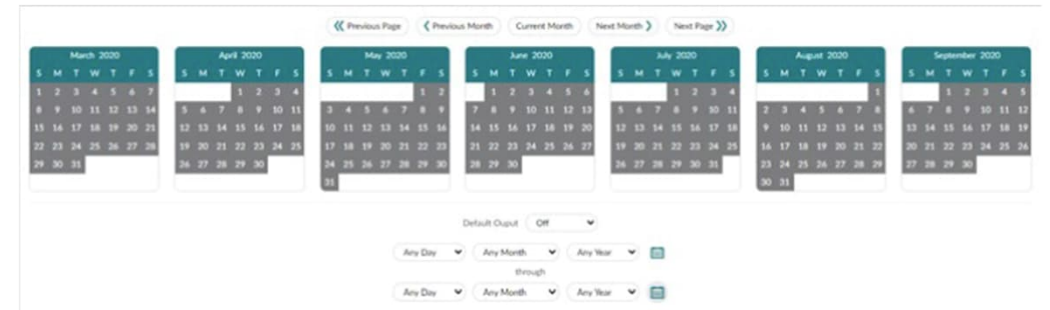 Previous Page Previous Month Current Month Next Month Next Page
March 2020 April 2020 May 2020 June 2020 July 2020 August 2020 September 2020
S M T W T F S S M T W T F S S M T W T F S S M T W T F S S M T W T F S S M T W T F S S M T W T F S
1 2 3 4 5 6 7 1 2 3 4 1 2 1 2 3 4 5 6 1 2 3 4 1 1 2 3 4 5
8 9 10 11 12 13 14 5 6 7 8 9 10 11 3 4 5 6 7 8 9 7 8 9 10 11 12 13 5 6 7 8 9 10 11 2 3 4 5 6 7 8 6 7 8 9 10 11 12
15 16 17 18 19 20 21 12 13 14 15 16 17 18 10 11 12 13 14 15 16 14 15 16 17 18 19 20 12 13 14 15 16 17 18 9 10 11 12 13 14 15 13 14 15 16 17 18 19
22 23 24 25 26 27 28 19 20 21 22 23 24 25 17 18 19 20 21 22 23 21 22 23 24 25 26 27 19 20 21 22 23 24 25 16 17 18 19 20 21 22 20 21 22 23 24 25 26
29 30 31 26 27 28 29 30 24 25 26 27 28 29 30 28 29 30 26 27 28 29 30 31 23 24 25 26 27 28 29 27 28 29 30
31 30 31
Default Ouput Off
Any Day Any Month Any Year
through
Any Day Any Month Any Year